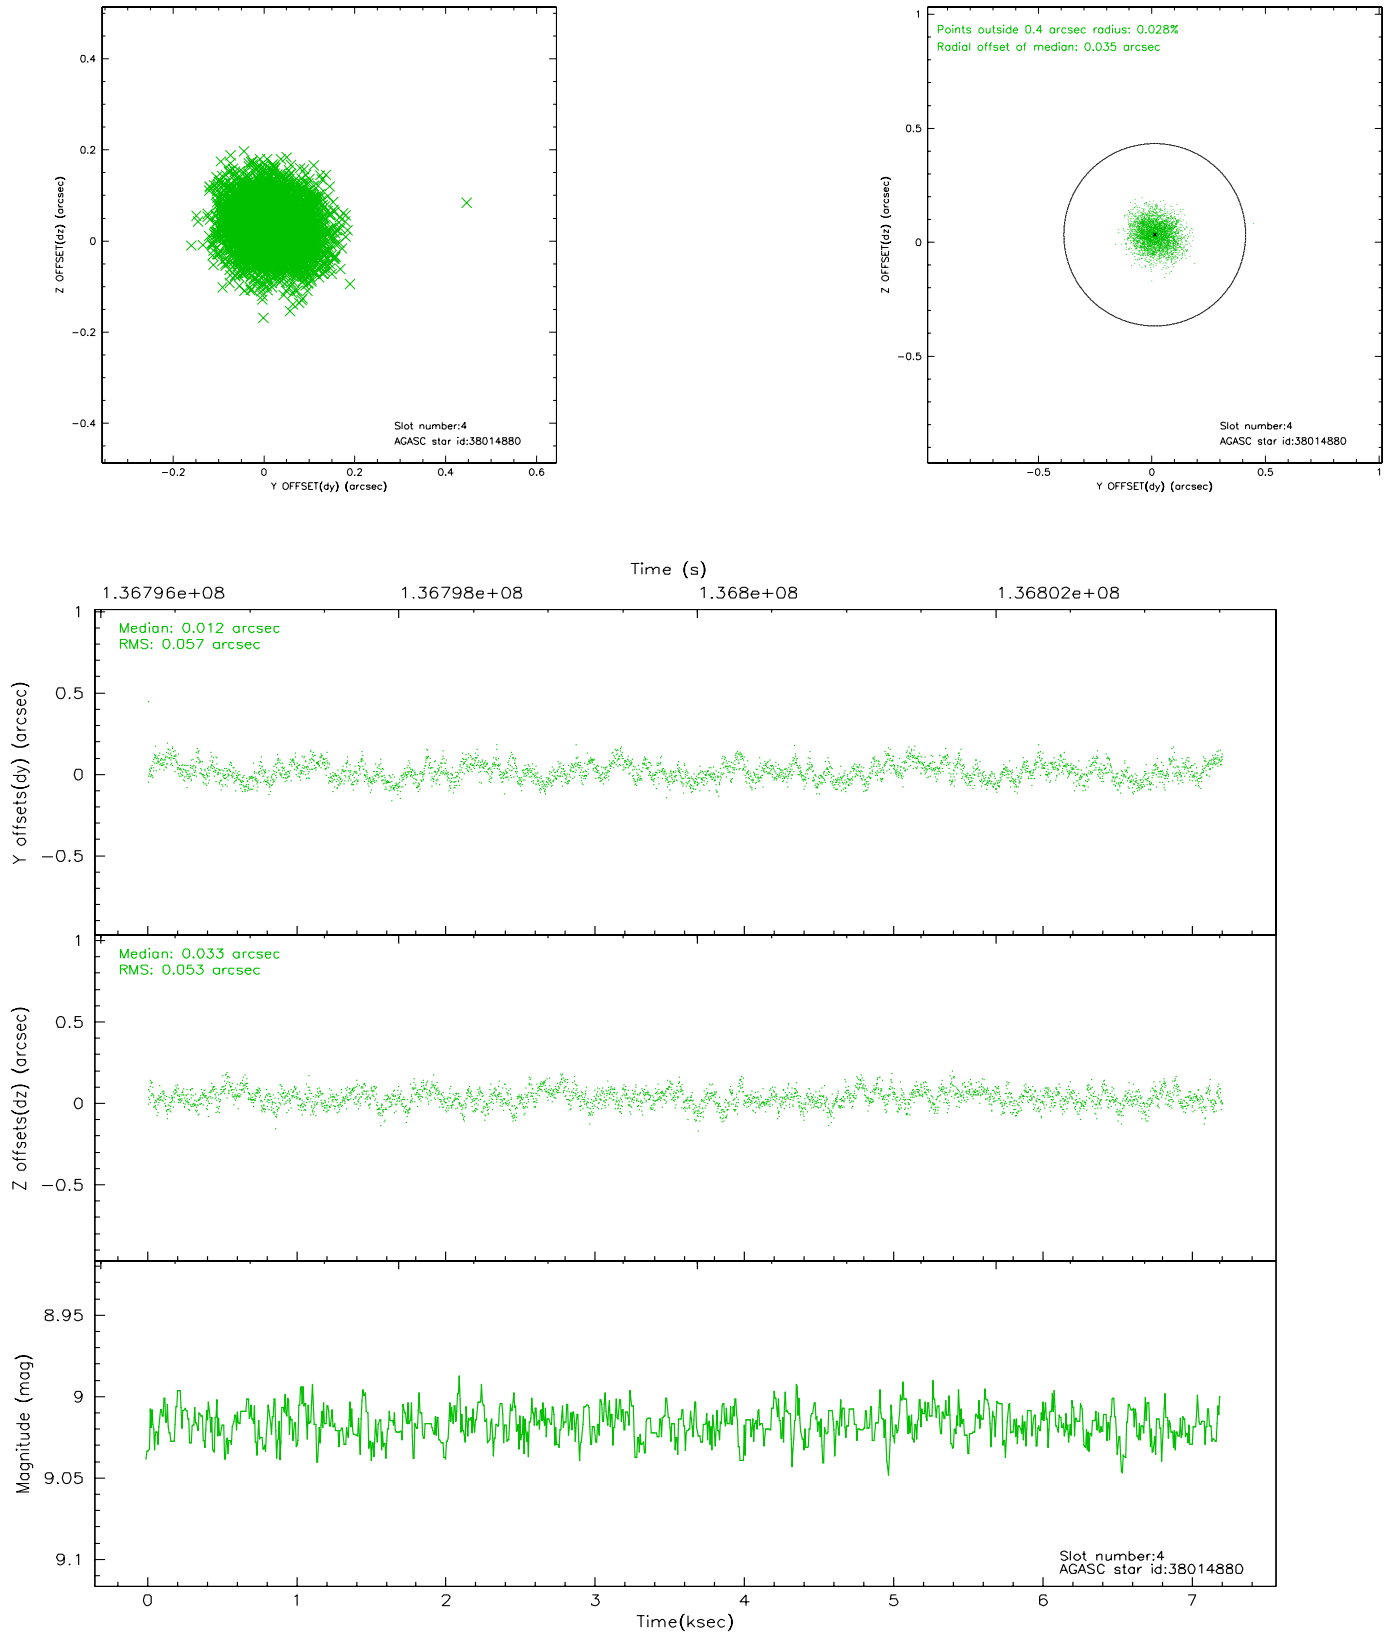 0.4
0.2
0
−0.2
−0.4
Z OFFSET(dz) (arcsec)
Slot number:4
AGASC star id:38014880
−0.2 0 0.2 0.4 0.6
Y OFFSET(dy) (arcsec)
Points outside 0.4 arcsec radius: 0.028%
Radial offset of median: 0.035 arcsec
1
0.5
0
−0.5
Z OFFSET(dz) (arcsec)
Slot number:4
AGASC star id:38014880
−0.5 0 0.5 1
Y OFFSET(dy) (arcsec)
Time (s)
1.36796e+08 1.36798e+08 1.368e+08 1.36802e+08
Median: 0.012 arcsec
RMS: 0.057 arcsec
1
0.5
0
−0.5
Y offsets(dy) (arcsec)
Median: 0.033 arcsec
RMS: 0.053 arcsec
1
0.5
0
−0.5
Z offsets(dz) (arcsec)
8.95
9
9.05
9.1
Magnitude (mag)
Slot number:4
AGASC star id:38014880
0 1 2 3 4 5 6 7
Time(ksec)